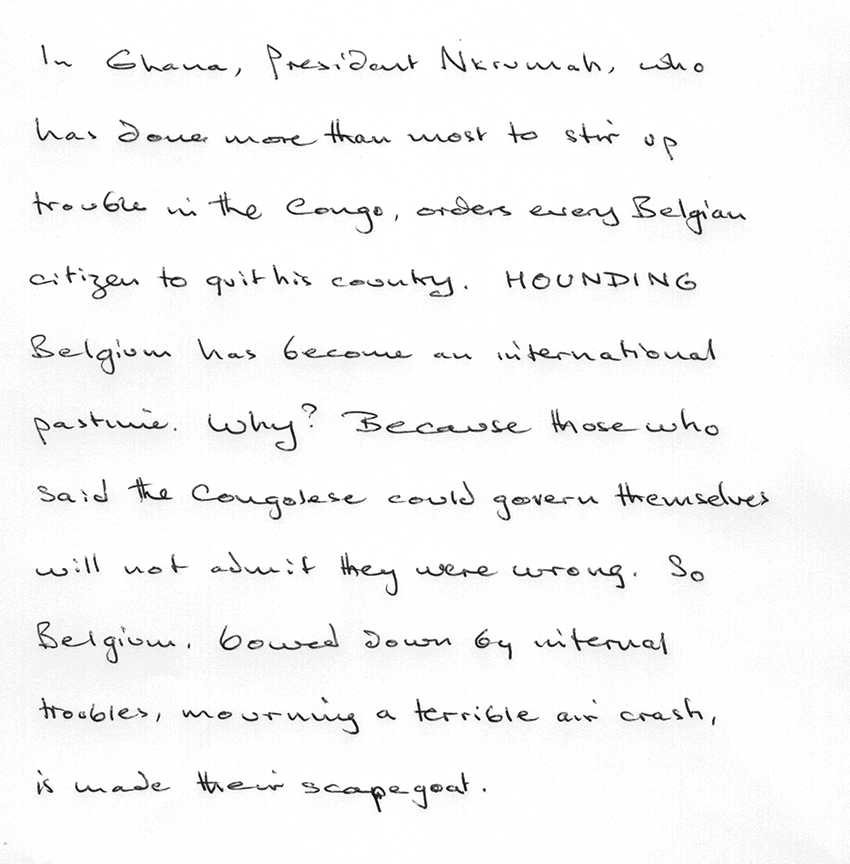 In Ghana, President Nkrumah, who
has done more than most to stir up
trouble in the Congo, orders every Belgian
citizen to quit his country. HOUNDING
Belgium has become an international
pastime. Why? Because those who
said the Congolese could govern themselves
will not admit they were wrong. So
Belgium, bowed down by internal
troubles, mourning a terrible air crash,
is made their scapegoat.